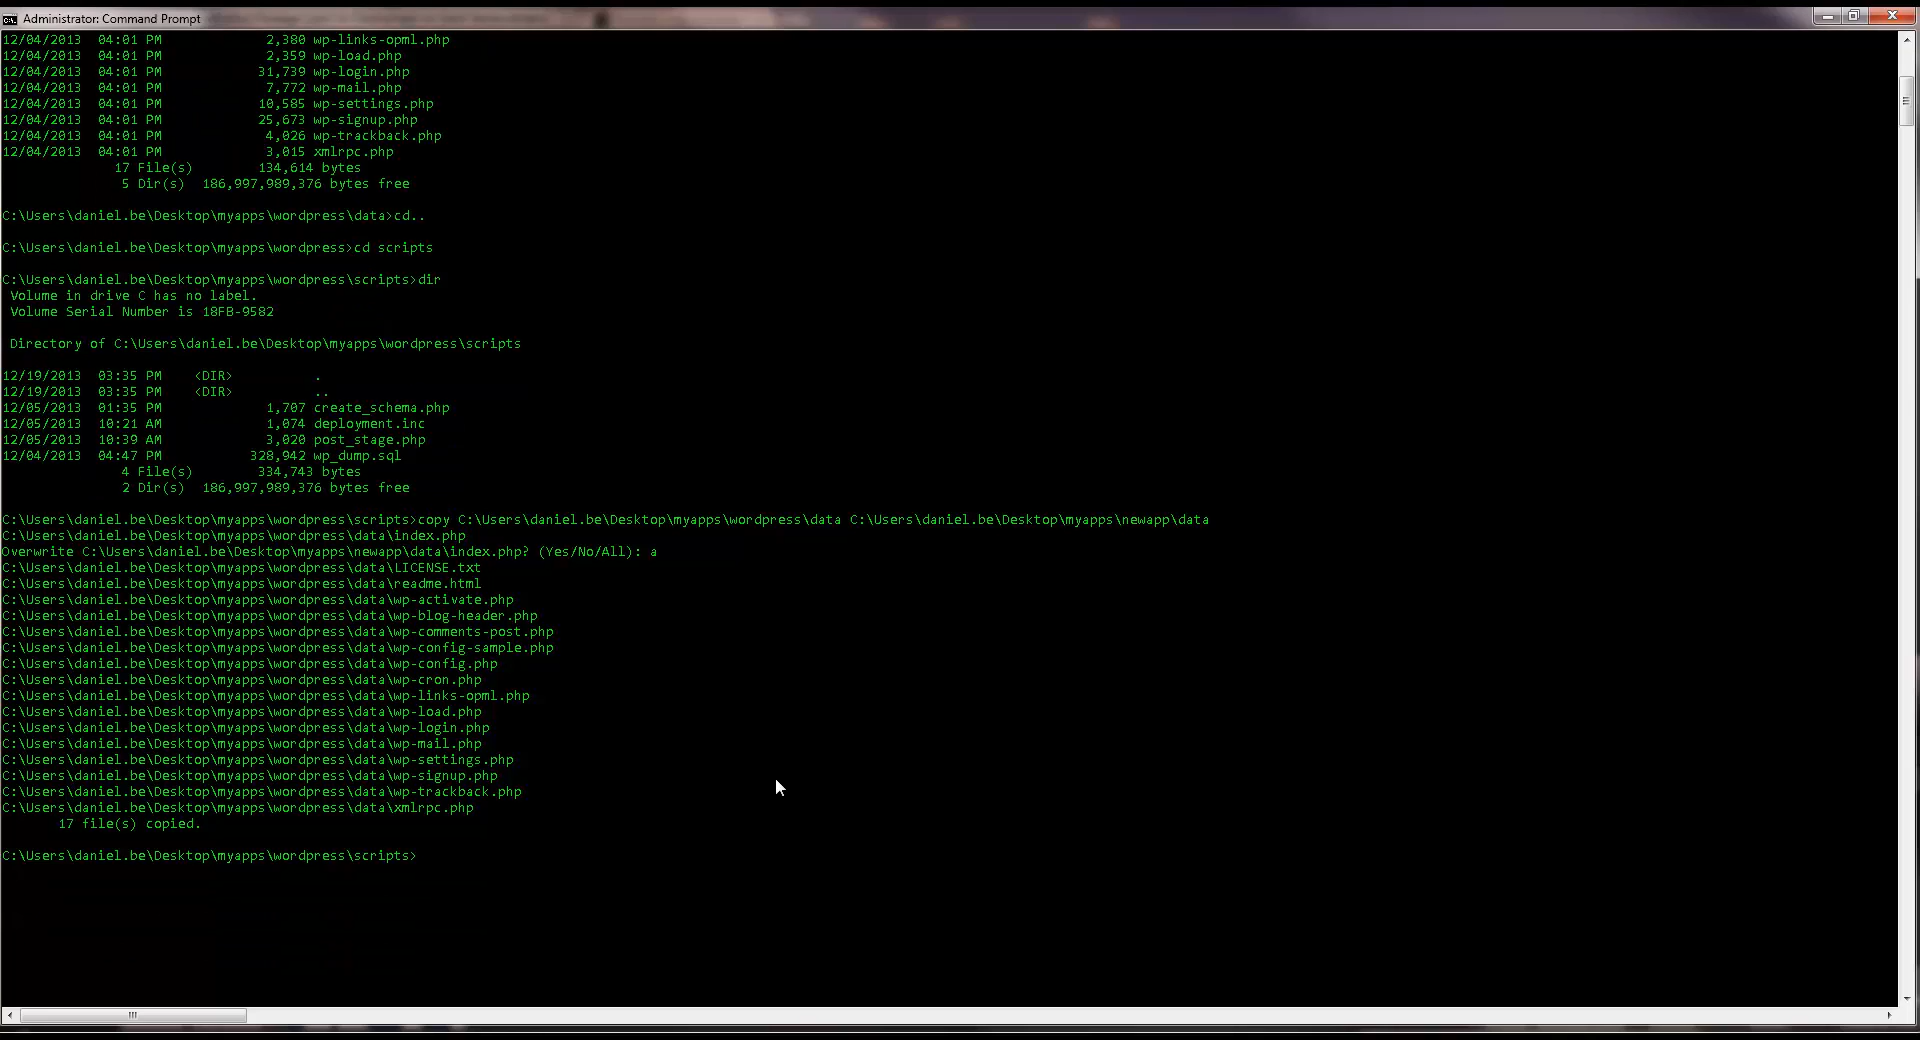 Administrator: Command Prompt
12/04/2013  04:01 PM             2,380 wp-links-opml.php
12/04/2013  04:01 PM             2,359 wp-load.php
12/04/2013  04:01 PM            31,739 wp-login.php
12/04/2013  04:01 PM             7,772 wp-mail.php
12/04/2013  04:01 PM            10,585 wp-settings.php
12/04/2013  04:01 PM            25,673 wp-signup.php
12/04/2013  04:01 PM             4,026 wp-trackback.php
12/04/2013  04:01 PM             3,015 xmlrpc.php
17 File(s)        134,614 bytes
5 Dir(s)  186,997,989,376 bytes free
C:\Users\daniel.be\Desktop\myapps\wordpress\data>cd..
C:\Users\daniel.be\Desktop\myapps\wordpress>cd scripts
C:\Users\daniel.be\Desktop\myapps\wordpress\scripts>dir
Volume in drive C has no label.
Volume Serial Number is 18FB-9582
Directory of C:\Users\daniel.be\Desktop\myapps\wordpress\scripts
12/19/2013  03:35 PM    <DIR>          .
12/19/2013  03:35 PM    <DIR>          ..
12/05/2013  01:35 PM             1,707 create_schema.php
12/05/2013  10:21 AM             1,074 deployment.inc
12/05/2013  10:39 AM             3,020 post_stage.php
12/04/2013  04:47 PM           328,942 wp_dump.sql
4 File(s)        334,743 bytes
2 Dir(s)  186,997,989,376 bytes free
C:\Users\daniel.be\Desktop\myapps\wordpress\scripts>copy C:\Users\daniel.be\Desktop\myapps\wordpress\data C:\Users\daniel.be\Desktop\myapps\newapp\data
C:\Users\daniel.be\Desktop\myapps\wordpress\data\index.php
Overwrite C:\Users\daniel.be\Desktop\myapps\newapp\data\index.php? (Yes/No/All): a
C:\Users\daniel.be\Desktop\myapps\wordpress\data\LICENSE.txt
C:\Users\daniel.be\Desktop\myapps\wordpress\data\readme.html
C:\Users\daniel.be\Desktop\myapps\wordpress\data\wp-activate.php
C:\Users\daniel.be\Desktop\myapps\wordpress\data\wp-blog-header.php
C:\Users\daniel.be\Desktop\myapps\wordpress\data\wp-comments-post.php
C:\Users\daniel.be\Desktop\myapps\wordpress\data\wp-config-sample.php
C:\Users\daniel.be\Desktop\myapps\wordpress\data\wp-config.php
C:\Users\daniel.be\Desktop\myapps\wordpress\data\wp-cron.php
C:\Users\daniel.be\Desktop\myapps\wordpress\data\wp-links-opml.php
C:\Users\daniel.be\Desktop\myapps\wordpress\data\wp-load.php
C:\Users\daniel.be\Desktop\myapps\wordpress\data\wp-login.php
C:\Users\daniel.be\Desktop\myapps\wordpress\data\wp-mail.php
C:\Users\daniel.be\Desktop\myapps\wordpress\data\wp-settings.php
C:\Users\daniel.be\Desktop\myapps\wordpress\data\wp-signup.php
C:\Users\daniel.be\Desktop\myapps\wordpress\data\wp-trackback.php
C:\Users\daniel.be\Desktop\myapps\wordpress\data\xmlrpc.php
17 file(s) copied.
C:\Users\daniel.be\Desktop\myapps\wordpress\scripts>